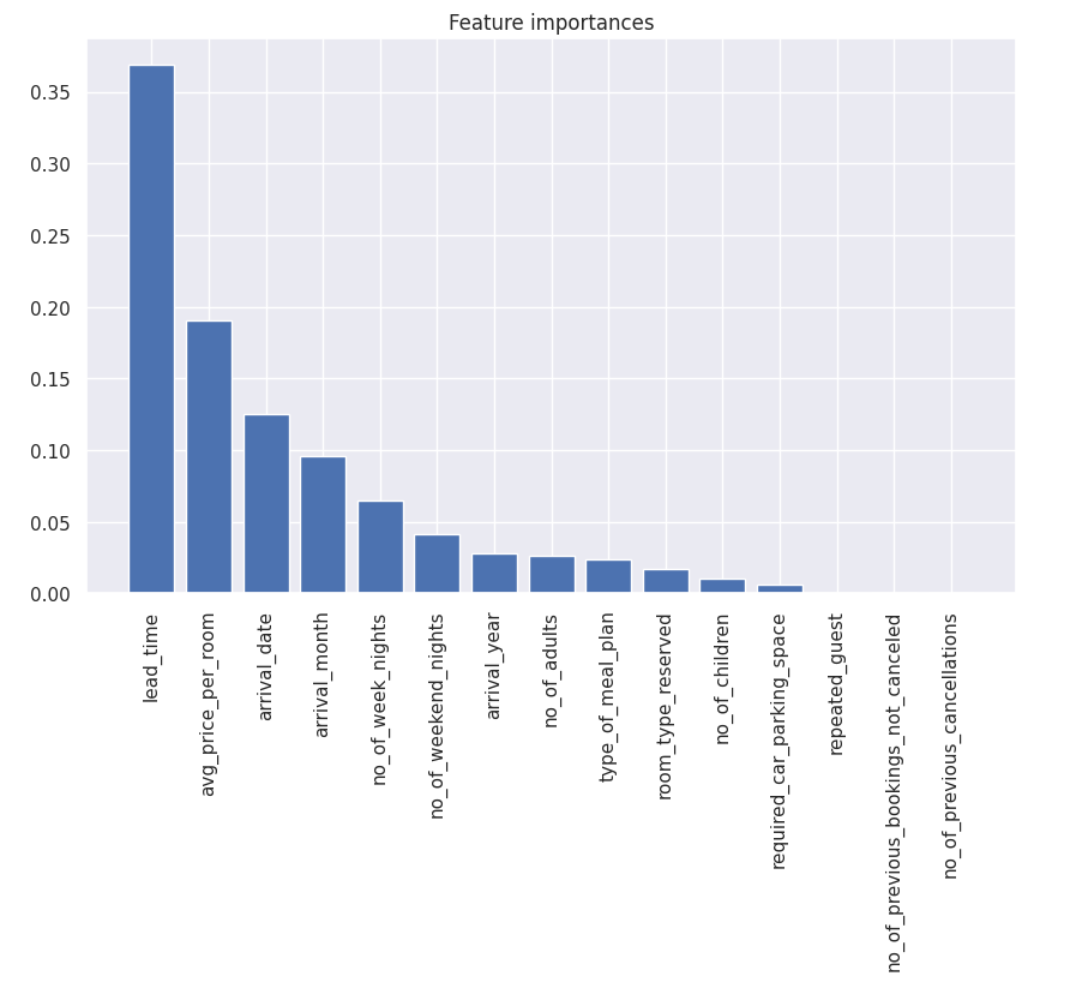 Feature importances
0.35
0.30
0.25
0.20
0.15
0.10
0.05
0.00
lead_time
avg_price_per_room
arrival_date
arrival_month
no_of_week_nights
no_of_weekend_nights
arrival_year
no_of_adults
type_of_meal_plan
room_type_reserved
no_of_children
required_car_parking_space
repeated_guest
no_of_previous_bookings_not_canceled
no_of_previous_cancellations